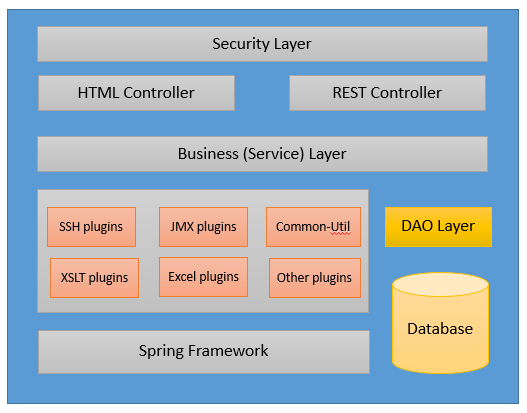 Security Layer
HTML Controller
REST Controller
Business (Service) Layer
SSH plugins
JMX plugins
Common-Util
DAO Layer
XSLT plugins
Excel plugins
Other plugins
Database
Spring Framework